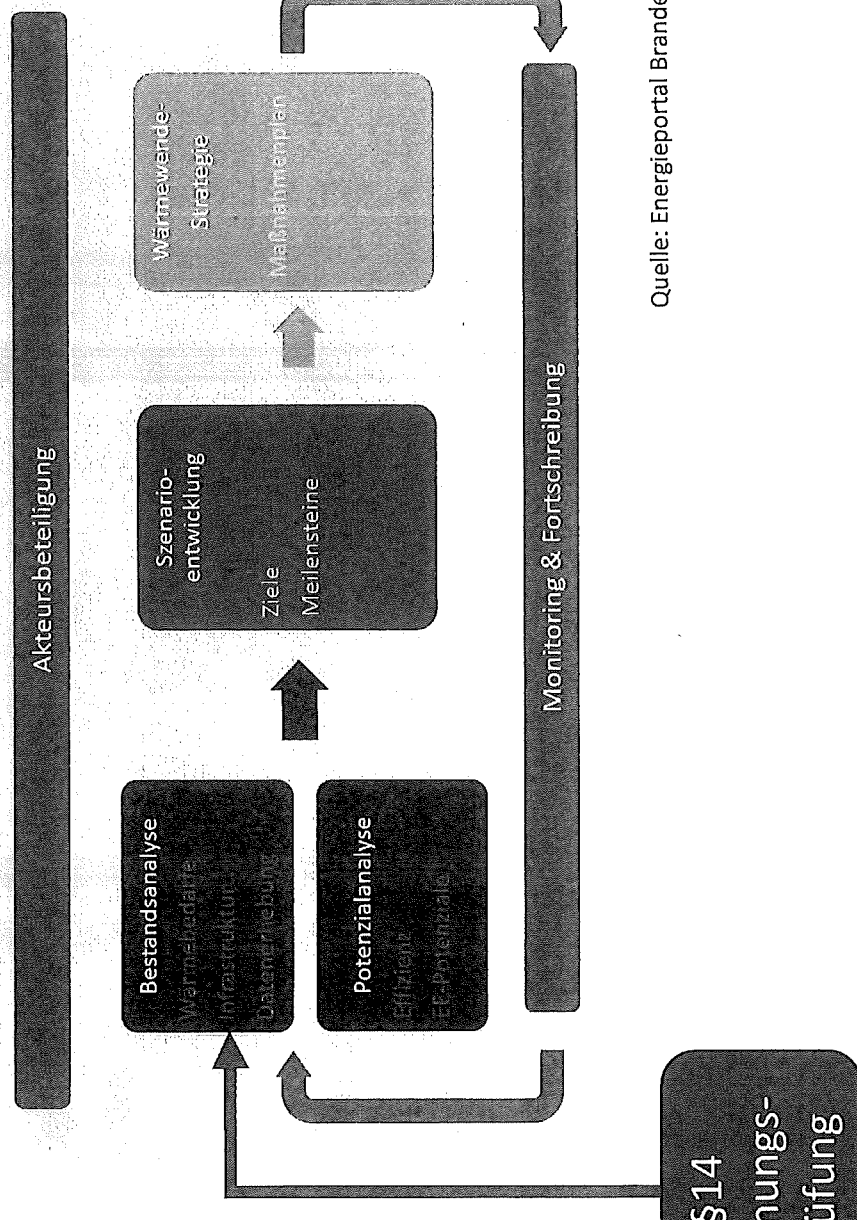 Akteursbeteiligung
Bestandsanalyse
Wärmebedarfe
Infrastruktur
Datenerhebung
Potenzialanalyse
Effizienz
EE-Potenziale
Szenario-
entwicklung
Ziele
Meilensteine
Wärmewende-
Strategie
Maßnahmenplan
Monitoring & Fortschreibung
§14
nungs-
üfung
Quelle: Energieportal Brande